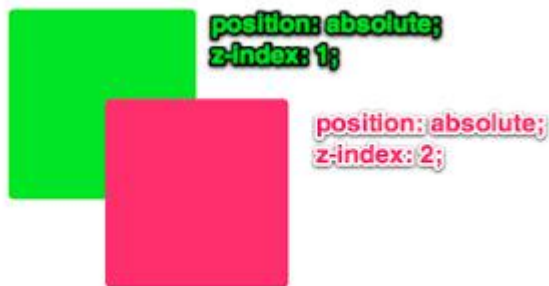 position: absolute;
z-index: 1;
position: absolute;
z-index: 2;